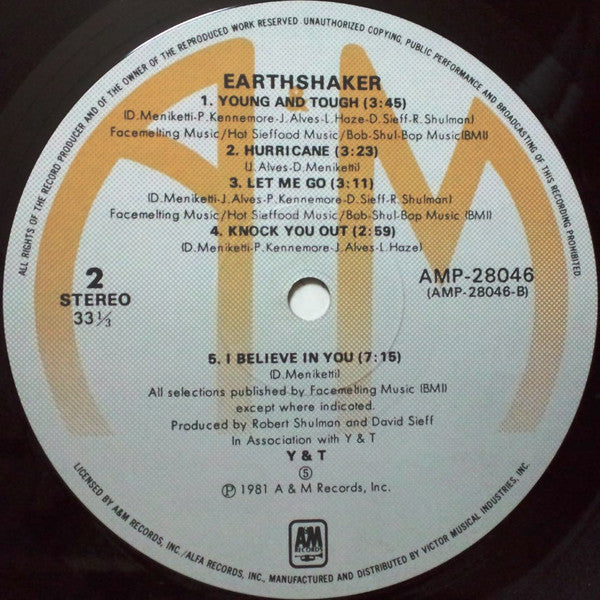 ALL RIGHTS OF THE RECORD PRODUCER AND OF THE OWNER OF THE REPRODUCED WORK RESERVED UNAUTHORIZED COPYING, PUBLIC PERFORMANCE AND BROADCASTING OF THIS RECORDING PROHIBITED.
EARTHSHAKER
1. YOUNG AND TOUGH (3:45)
(D. Meniketti-P. Kennemore-J. Alves-L. Haze-D. Sieff-R. Shulman)
Facemelting Music/Hot Sieffood Music/Bob-Shul-Bop Music(BMI)
2. HURRICANE (3:23)
(J. Alves-D. Meniketti)
3. LET ME GO (3:11)
(D. Meniketti-J. Alves-P. Kennemore-D. Sieff-R. Shulman)
Facemelting Music/Hot Sieffood Music/Bob-Shul-Bop Music (BMI)
4. KNOCK YOU OUT (2:59)
(D. Meniketti-P. Kennemore-J. Alves-L. Haze)
2
STEREO
33⅓
AMP-28046
(AMP-28046-B)
5. I BELIEVE IN YOU (7:15)
(D. Meniketti)
All selections published by Facemelting Music (BMI)
except where indicated.
Produced by Robert Shulman and David Sieff
In Association with Y & T
Y & T
Ⓢ
Ⓟ 1981 A & M Records, Inc.
A&M
RECORDS
LICENSED BY A&M RECORDS, INC./ALFA RECORDS, INC., MANUFACTURED AND DISTRIBUTED BY VICTOR MUSICAL INDUSTRIES, INC.